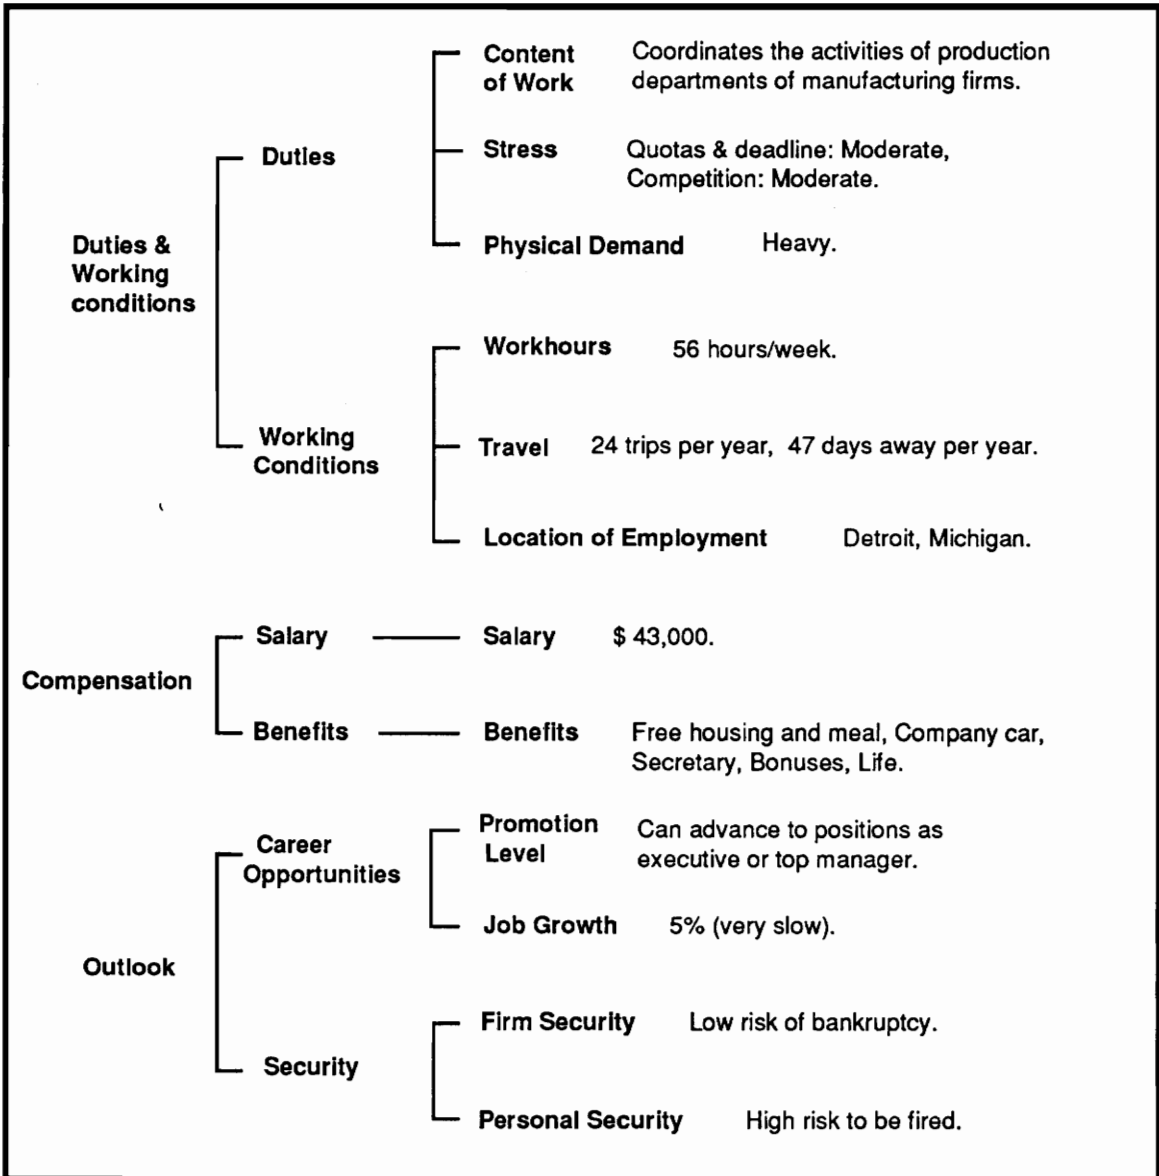 Content
of Work
Coordinates the activities of production
departments of manufacturing firms.
Duties
Stress
Quotas & deadline: Moderate,
Competition: Moderate.
Physical Demand Heavy.
Duties &
Working
conditions
Workhours 56 hours/week.
Working
Conditions
Travel 24 trips per year, 47 days away per year.
Location of Employment Detroit, Michigan.
Salary Salary $ 43,000.
Compensation
Benefits Benefits Free housing and meal, Company car,
Secretary, Bonuses, Life.
Promotion
Level
Can advance to positions as
executive or top manager.
Career
Opportunities
Job Growth 5% (very slow).
Outlook
Firm Security Low risk of bankruptcy.
Security
Personal Security High risk to be fired.